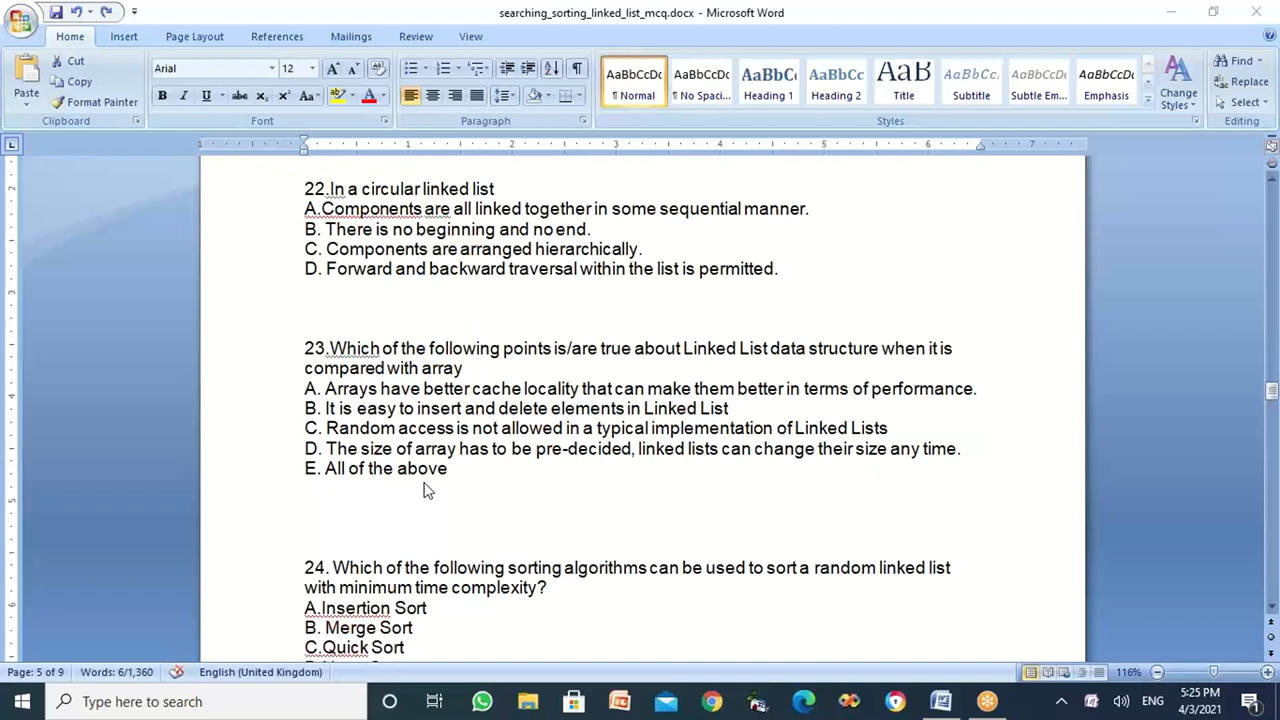 searching_sorting_linked_list_mcq.docx - Microsoft Word
Home Insert Page Layout References Mailings Review View
Paste Cut Copy Format Painter
Arial 12
AaBbCcDc AaBbCcDc AaBbC AaBbCc AaB AaBbCc. AaBbCcDc AaBbCcDc
¶ Normal ¶ No Spaci... Heading 1 Heading 2 Title Subtitle Subtle Em... Emphasis
Change Styles
Find Replace Select
Clipboard Font Paragraph Styles Editing
1 1 2 3 4 5 6 7
22.In a circular linked list
A.Components are all linked together in some sequential manner.
B. There is no beginning and no end.
C. Components are arranged hierarchically.
D. Forward and backward traversal within the list is permitted.
23.Which of the following points is/are true about Linked List data structure when it is
compared with array
A. Arrays have better cache locality that can make them better in terms of performance.
B. It is easy to insert and delete elements in Linked List
C. Random access is not allowed in a typical implementation of Linked Lists
D. The size of array has to be pre-decided, linked lists can change their size any time.
E. All of the above
24. Which of the following sorting algorithms can be used to sort a random linked list
with minimum time complexity?
A.Insertion Sort
B. Merge Sort
C.Quick Sort
Page: 5 of 9 Words: 6/1,360 English (United Kingdom) 116%
Type here to search
ENG 5:25 PM
4/3/2021